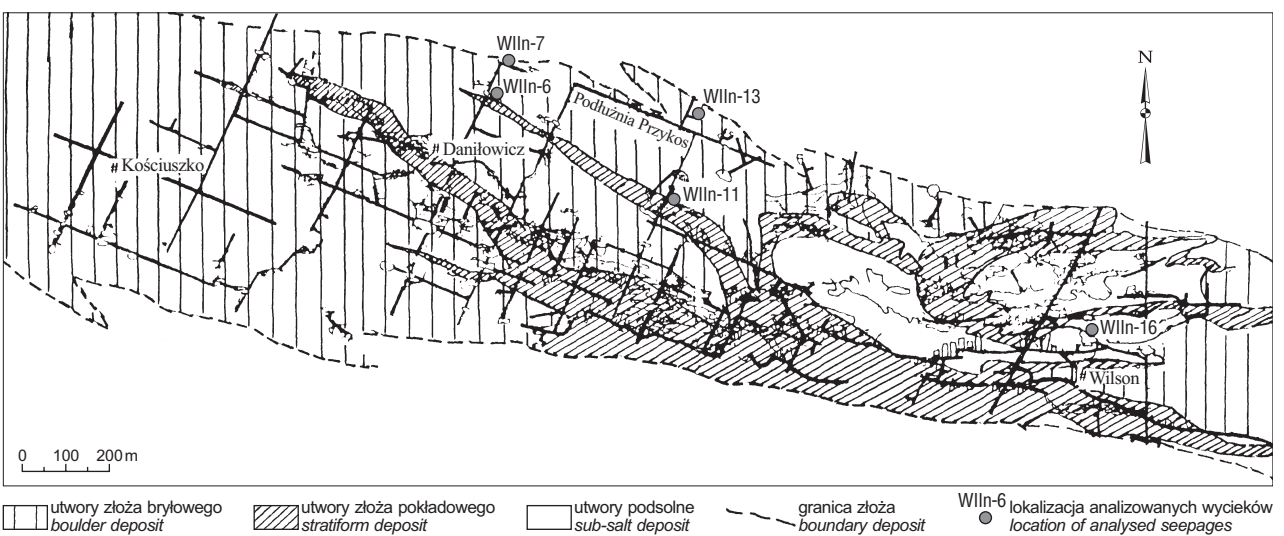 WIIn-7
N
WIIn-6
WIIn-13
Podłużnia Przykos
Daniłowicz
Kościuszko
WIIn-11
WIIn-16
Wilson
0 100 200 m
utwory złoża bryłowego
boulder deposit
utwory złoża pokładowego
stratiform deposit
utwory podsolne
sub-salt deposit
granica złoża
boundary deposit
WIIn-6
lokalizacja analizowanych wycieków
location of analysed seepages